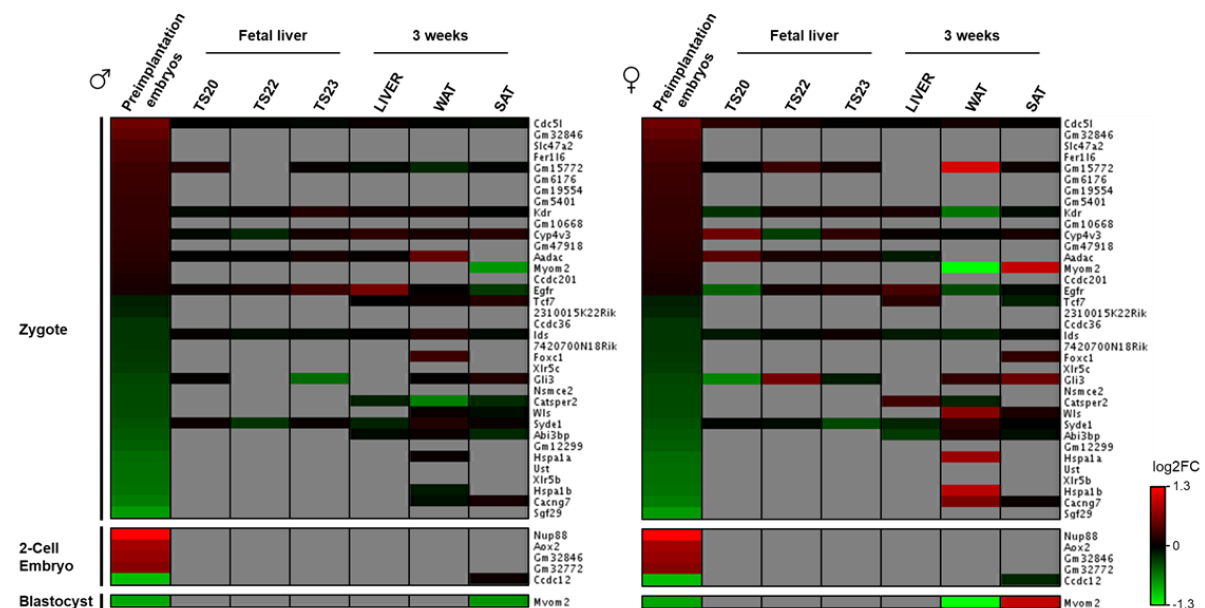 ♂
Preimplantation embryos
Fetal liver
TS20
TS22
TS23
3 weeks
LIVER
WAT
SAT
Zygote
Cdc5l
Gm32846
Slc47a2
Fer1l6
Gm15772
Gm6176
Gm19554
Gm5401
Kdr
Gm10668
Cyp4v3
Gm47918
Aadac
Myom2
Ccdc201
Egfr
Tcf7
2310015K22Rik
Ccdc36
Ids
7420700N18Rik
Foxc1
Xlr5c
Gli3
Nsmce2
Catsper2
Wls
Syde1
Abi3bp
Gm12299
Hspa1a
Ust
Xlr5b
Hspa1b
Cacng7
Sgf29
2-Cell
Embryo
Nup88
Aox2
Gm32846
Gm32772
Ccdc12
Blastocyst
Myom2
♀
Preimplantation embryos
Fetal liver
TS20
TS22
TS23
3 weeks
LIVER
WAT
SAT
Cdc5l
Gm32846
Slc47a2
Fer1l6
Gm15772
Gm6176
Gm19554
Gm5401
Kdr
Gm10668
Cyp4v3
Gm47918
Aadac
Myom2
Ccdc201
Egfr
Tcf7
2310015K22Rik
Ccdc36
Ids
7420700N18Rik
Foxc1
Xlr5c
Gli3
Nsmce2
Catsper2
Wls
Syde1
Abi3bp
Gm12299
Hspa1a
Ust
Xlr5b
Hspa1b
Cacng7
Sgf29
Nup88
Aox2
Gm32846
Gm32772
Ccdc12
Myom2
log2FC
1.3
0
-1.3